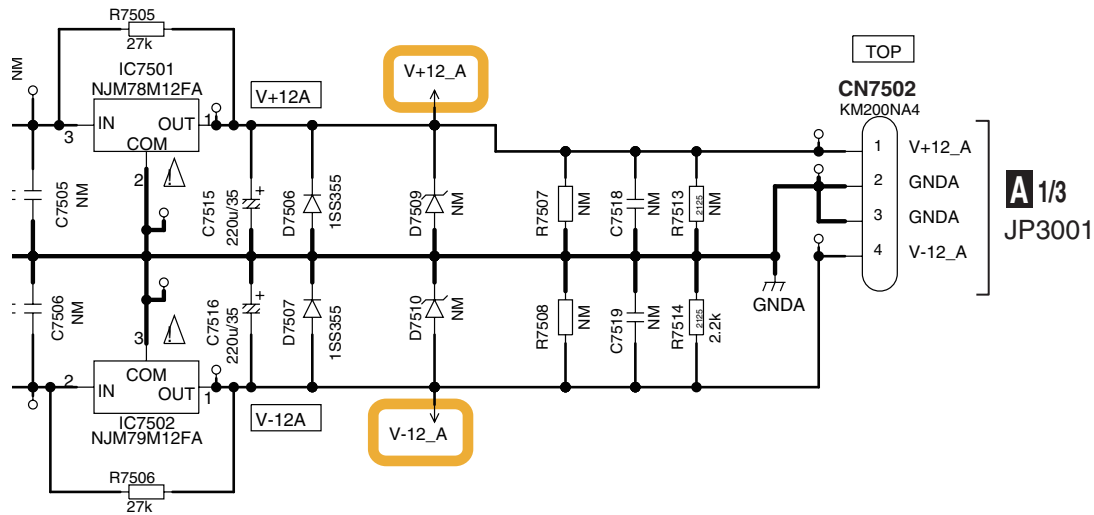 R7505
27k
NM
IC7501
NJM78M12FA
IN
OUT
COM
3
1
2
V+12A
V+12_A
TOP
CN7502
KM200NA4
1
V+12_A
2
GNDA
3
GNDA
4
V-12_A
A 1/3
JP3001
C7505
NM
C7515
220u/35
+
D7506
1SS355
D7509
NM
R7507
NM
C7518
NM
R7513
2125
NM
C7506
NM
C7516
220u/35
+
D7507
1SS355
D7510
NM
R7508
NM
C7519
NM
R7514
2125
2.2k
GNDA
3
COM
2
IN
OUT
1
IC7502
NJM79M12FA
V-12A
V-12_A
R7506
27k